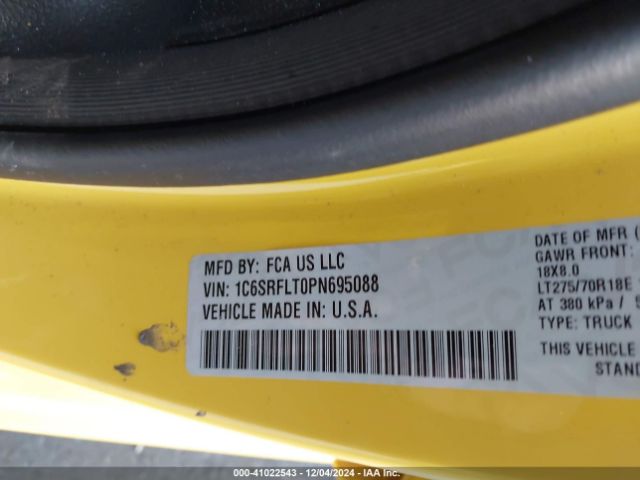 MFD BY: FCA US LLC
VIN: 1C6SRFLT0PN695088
VEHICLE MADE IN: U.S.A.
DATE OF MFR (
GAWR FRONT:
18X8.0
LT275/70R18E
AT 380 kPa /
TYPE: TRUCK
THIS VEHICLE
STAND
000-41022543 - 12/04/2024 - IAA Inc.